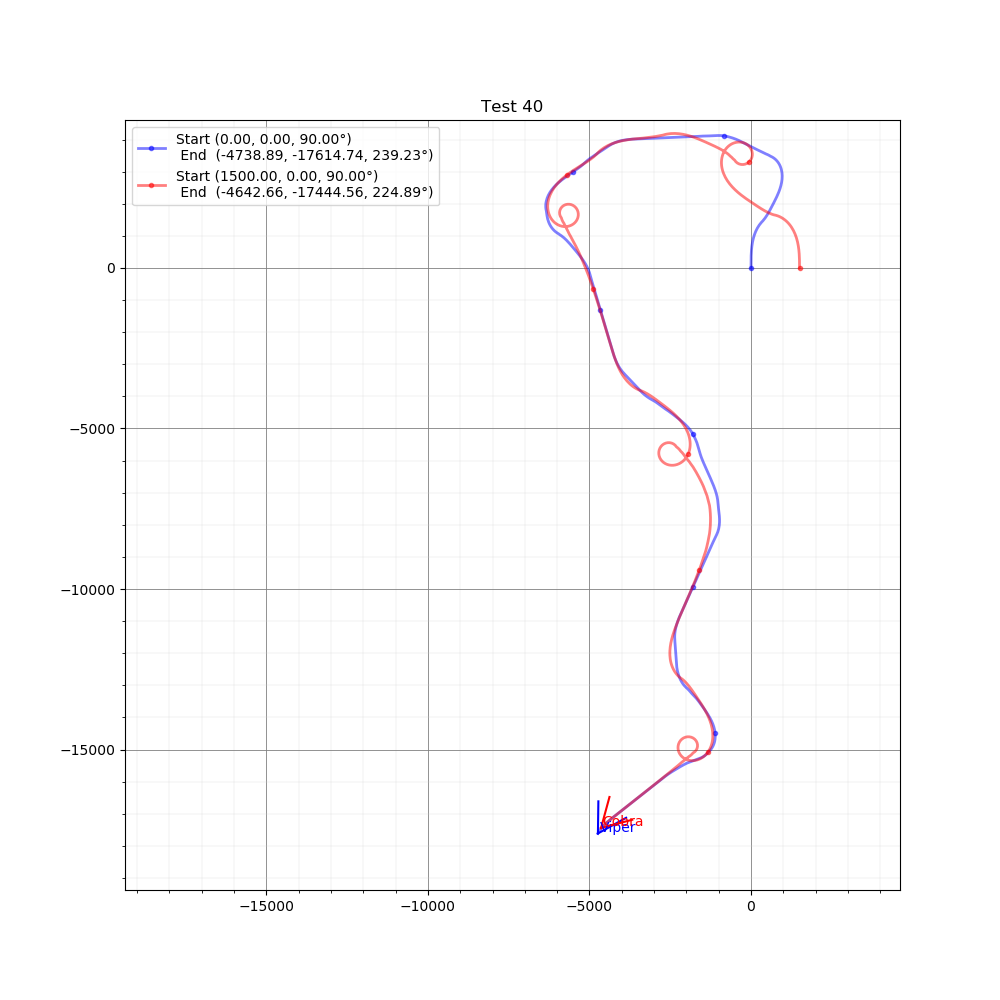 Test 40
Start (0.00, 0.00, 90.00°)
End (-4738.89, -17614.74, 239.23°)
Start (1500.00, 0.00, 90.00°)
End (-4642.66, -17444.56, 224.89°)
0
−5000
−10000
−15000
Cobra
Viper
−15000
−10000
−5000
0